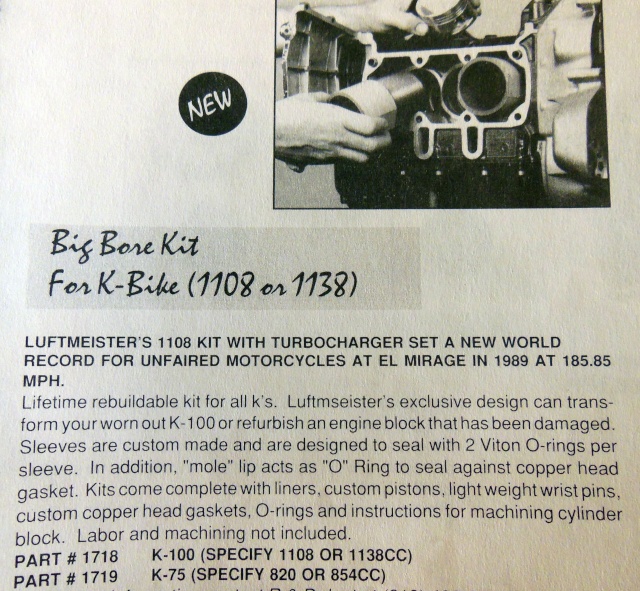 NEW
Big Bore Kit
For K-Bike (1108 or 1138)
LUFTMEISTER'S 1108 KIT WITH TURBOCHARGER SET A NEW WORLD
RECORD FOR UNFAIRED MOTORCYCLES AT EL MIRAGE IN 1989 AT 185.85
MPH.
Lifetime rebuildable kit for all k's. Luftmseister's exclusive design can trans-
form your worn out K-100 or refurbish an engine block that has been damaged.
Sleeves are custom made and are designed to seal with 2 Viton O-rings per
sleeve. In addition, "mole" lip acts as "O" Ring to seal against copper head
gasket. Kits come complete with liners, custom pistons, light weight wrist pins,
custom copper head gaskets, O-rings and instructions for machining cylinder
block. Labor and machining not included.
PART # 1718 K-100 (SPECIFY 1108 OR 1138CC)
PART # 1719 K-75 (SPECIFY 820 OR 854CC)